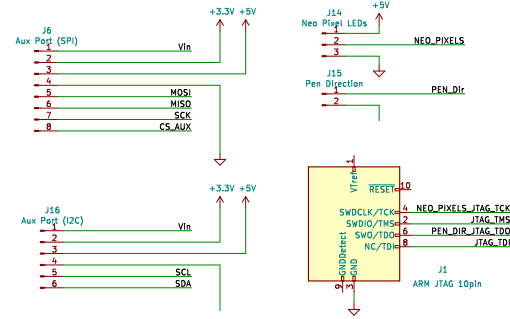 J6
Aux Port (SPI)
+3.3V
+5V
1 Vin
2
3
4
5 MOSI
6 MISO
7 SCK
8 CS_AUX
J14
Neo Pixel LEDs
+5V
1
2 NEO_PIXELS
3
J15
Pen Direction
1 PEN_Dir
2
J16
Aux Port (I2C)
+3.3V
+5V
1 Vin
2
3
4
5 SCL
6 SDA
1
VTref
RESET 10
SWDCLK/TCK 4 NEO_PIXELS_JTAG_TCK
SWDIO/TMS 2 JTAG_TMS
SWO/TDO 6 PEN_DIR_JTAG_TDO
NC/TDI 8 JTAG_TDI
GNDDetect
GND
9
3
J1
ARM JTAG 10pin